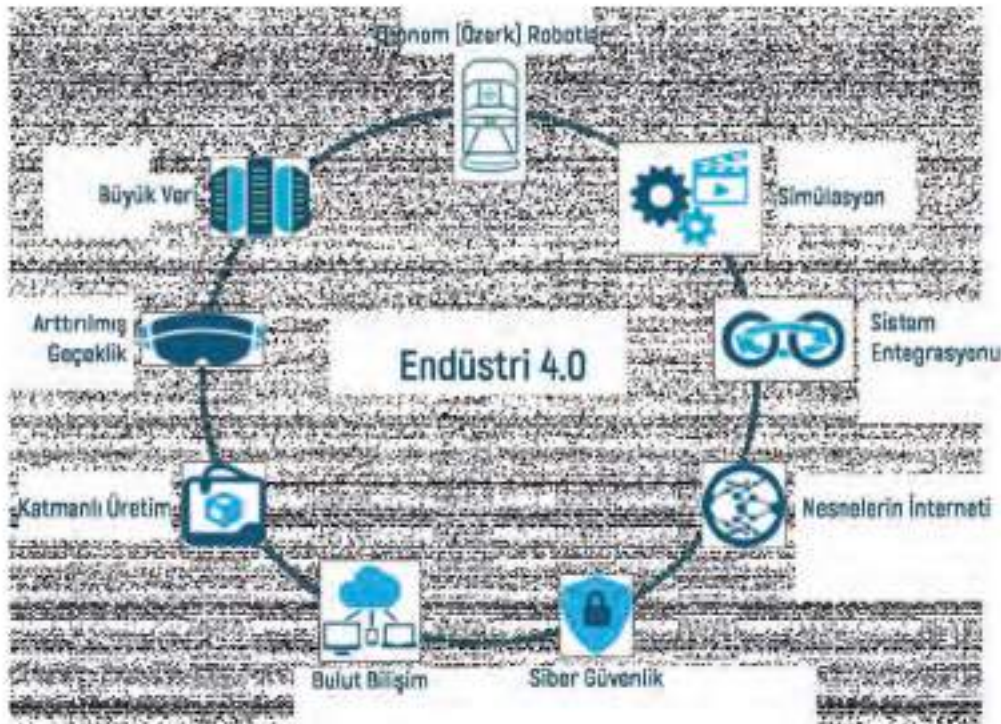 (Özerk) Robotlar
Büyük Veri
Simülasyon
Arttırılmış
Geçeklik
Endüstri 4.0
Sistem
Entegrasyonu
Katmanlı Üretim
Nesnelerin İnterneti
Bulut Bilişim
Siber Güvenlik